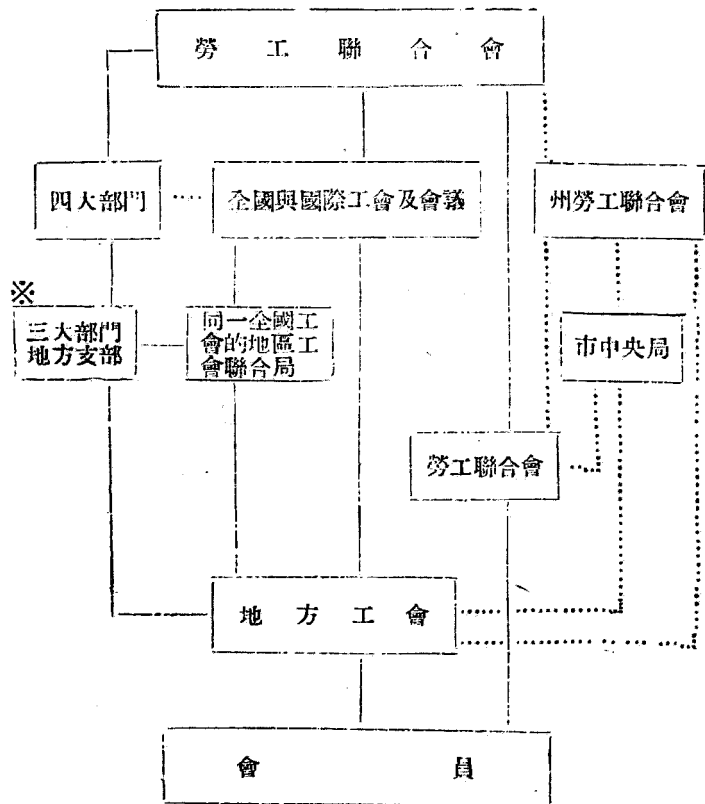 勞工聯合會
四大部門
全國與國際工會及會議
州勞工聯合會
※
三大部門
地方支部
同一全國工
會的地區工
會聯合局
市中央局
勞工聯合會
地方工會
會員